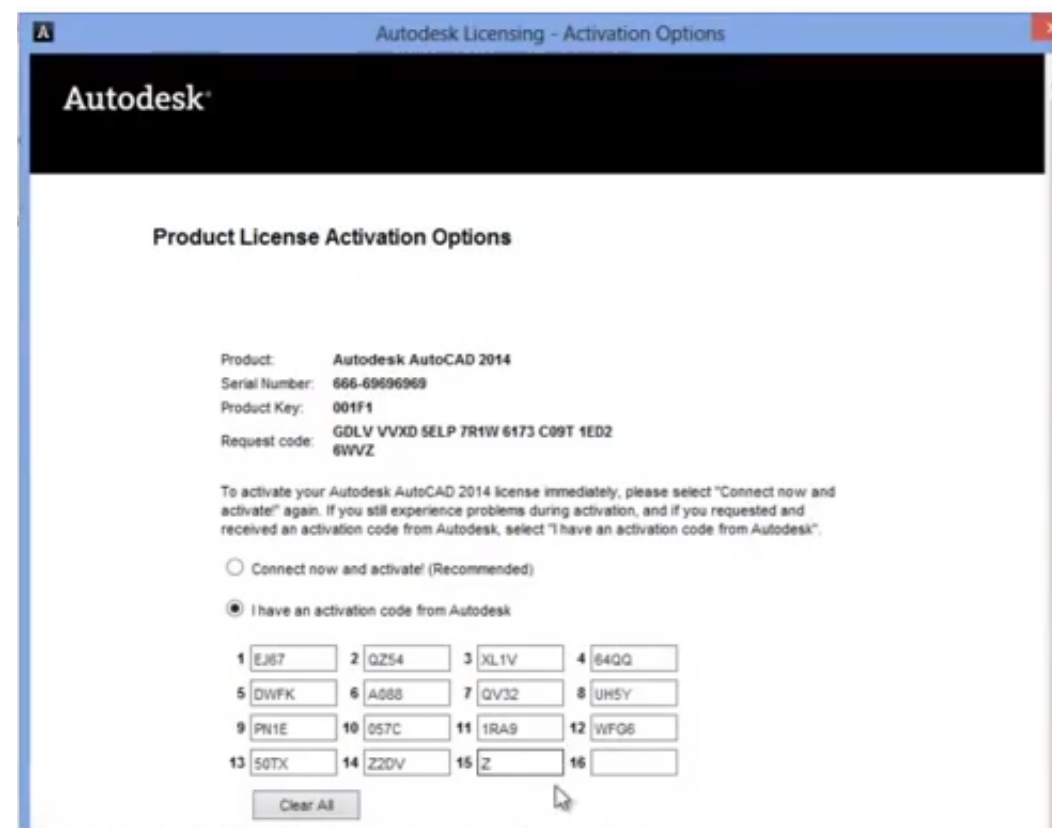 Autodesk Licensing - Activation Options
Autodesk
Product License Activation Options
Product: Autodesk AutoCAD 2014
Serial Number: 666-69696969
Product Key: 001F1
Request code: GDLV VVXD 5ELP 7R1W 6173 C09T 1ED2
6WVZ
To activate your Autodesk AutoCAD 2014 license immediately, please select "Connect now and
activate!" again. If you still experience problems during activation, and if you requested and
received an activation code from Autodesk, select "I have an activation code from Autodesk".
Connect now and activate! (Recommended)
I have an activation code from Autodesk
1 EJ67 2 QZ54 3 XL1V 4 64QQ
5 DWFK 6 A088 7 QV32 8 UH5Y
9 PN1E 10 057C 11 1RA9 12 WFG6
13 50TX 14 Z2DV 15 Z 16
Clear All